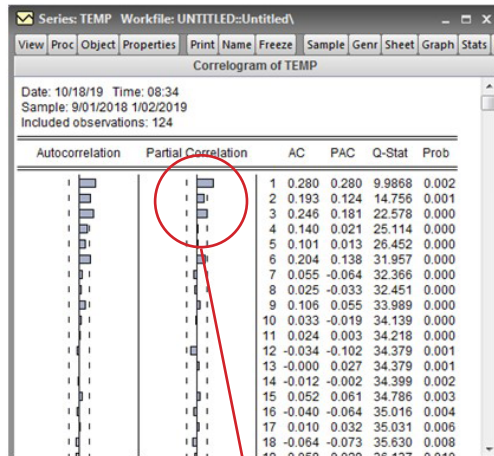 Series: TEMP Workfile: UNTITLED::Untitled\
View Proc Object Properties Print Name Freeze Sample Genr Sheet Graph Stats
Correlogram of TEMP
Date: 10/18/19 Time: 08:34
Sample: 9/01/2018 1/02/2019
Included observations: 124
Autocorrelation Partial Correlation AC PAC Q-Stat Prob
1 0.280 0.280 9.9868 0.002
2 0.193 0.124 14.756 0.001
3 0.246 0.181 22.578 0.000
4 0.140 0.021 25.114 0.000
5 0.101 0.013 26.452 0.000
6 0.204 0.138 31.957 0.000
7 0.055 -0.064 32.366 0.000
8 0.025 -0.033 32.451 0.000
9 0.106 0.055 33.989 0.000
10 0.033 -0.019 34.139 0.000
11 0.024 0.003 34.218 0.000
12 -0.034 -0.102 34.379 0.001
13 -0.000 0.027 34.379 0.001
14 -0.012 -0.002 34.399 0.002
15 0.052 0.061 34.786 0.003
16 -0.040 -0.064 35.016 0.004
17 0.010 0.032 35.031 0.006
18 -0.064 -0.073 35.630 0.008